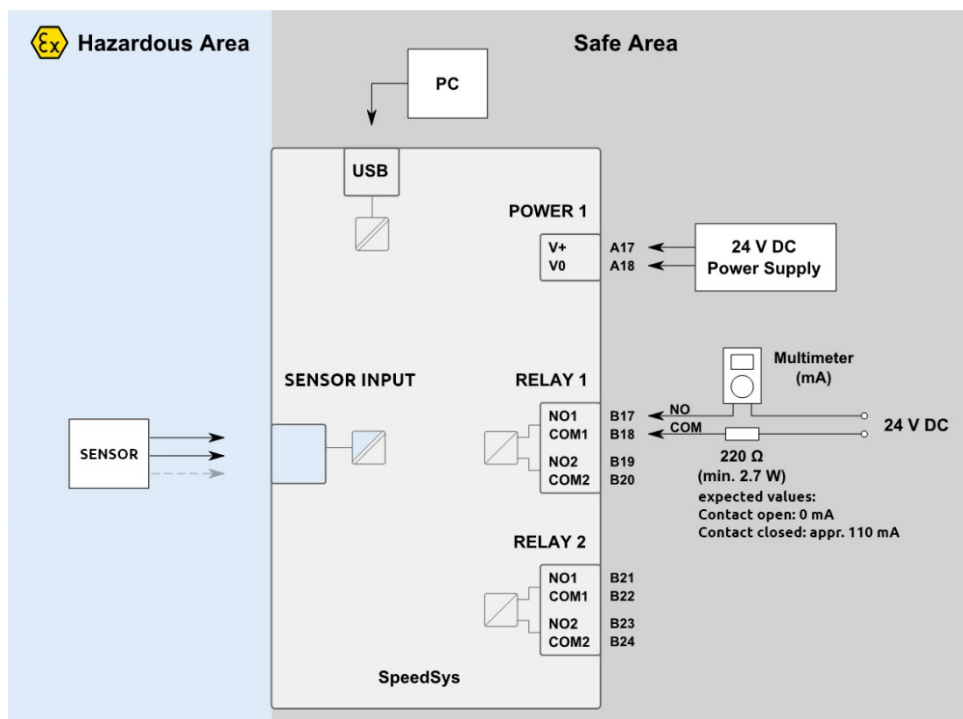 Ex Hazardous Area
Safe Area
PC
USB
POWER 1
V+ A17
V0 A18
24 V DC
Power Supply
SENSOR INPUT
SENSOR
RELAY 1
NO1 B17
COM1 B18
NO2 B19
COM2 B20
NO
COM
Multimeter
(mA)
24 V DC
220 Ω
(min. 2.7 W)
expected values:
Contact open: 0 mA
Contact closed: appr. 110 mA
RELAY 2
NO1 B21
COM1 B22
NO2 B23
COM2 B24
SpeedSys